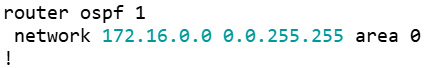 router ospf 1
network 172.16.0.0 0.0.255.255 area 0
!